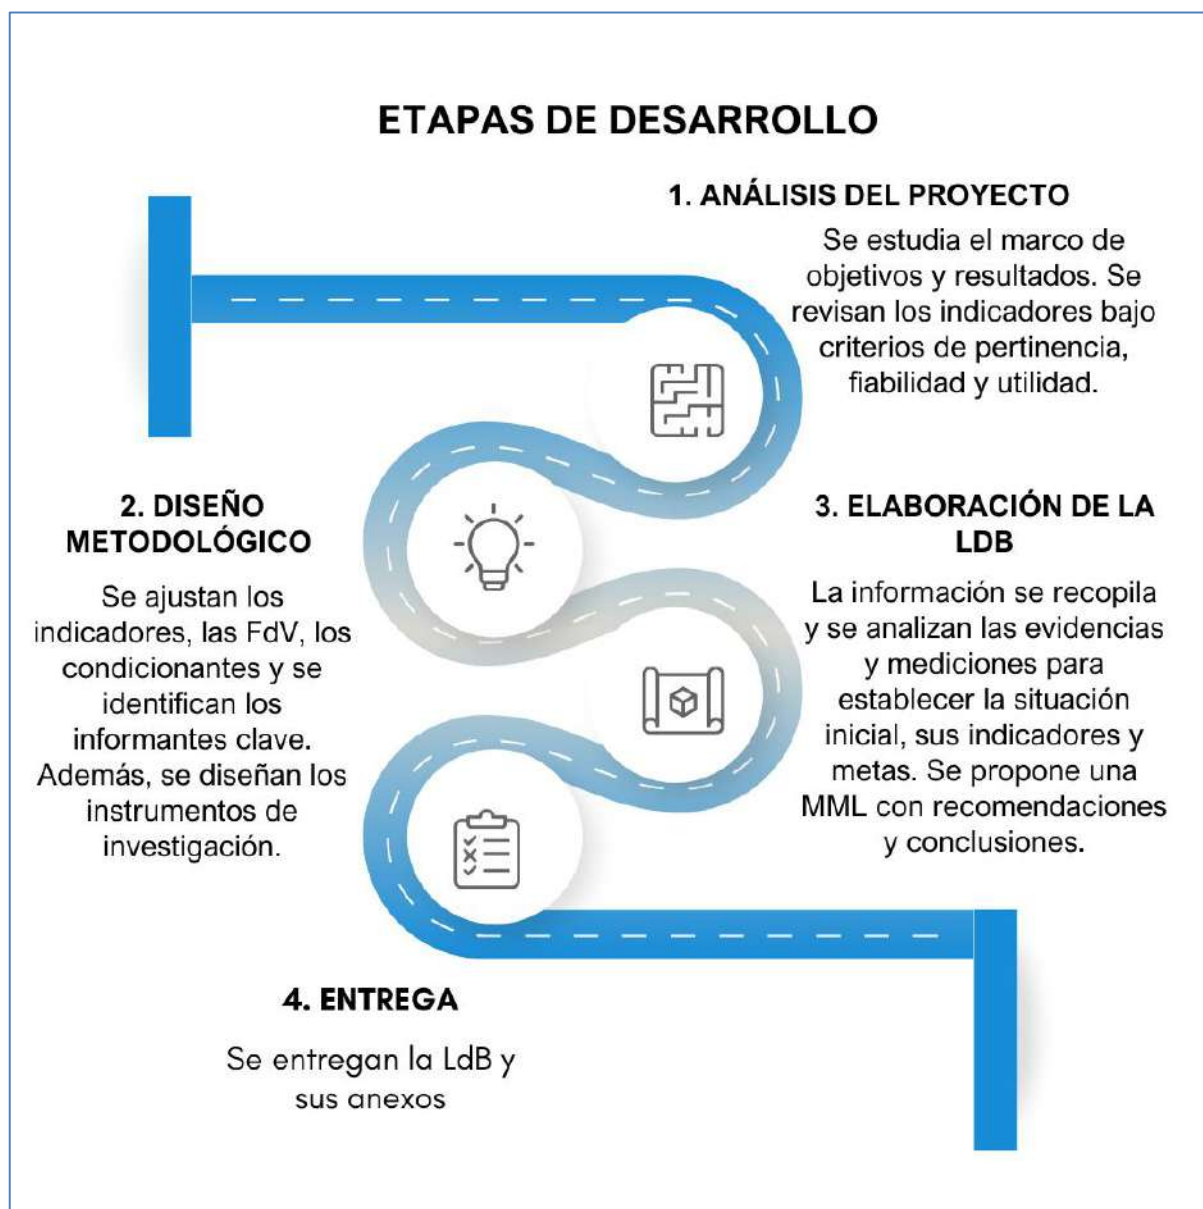 ETAPAS DE DESARROLLO
1. ANÁLISIS DEL PROYECTO
Se estudia el marco de
objetivos y resultados. Se
revisan los indicadores bajo
criterios de pertinencia,
fiabilidad y utilidad.
2. DISEÑO
METODOLÓGICO
Se ajustan los
indicadores, las FdV, los
condicionantes y se
identifican los
informantes clave.
Además, se diseñan los
instrumentos de
investigación.
3. ELABORACIÓN DE LA
LDB
La información se recopila
y se analizan las evidencias
y mediciones para
establecer la situación
inicial, sus indicadores y
metas. Se propone una
MML con recomendaciones
y conclusiones.
4. ENTREGA
Se entregan la LdB y
sus anexos